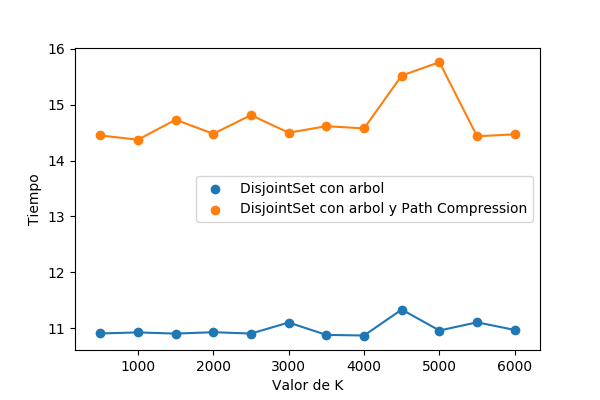 16
15
14
13
12
11
Tiempo
DisjointSet con arbol
DisjointSet con arbol y Path Compression
1000 2000 3000 4000 5000 6000
Valor de K